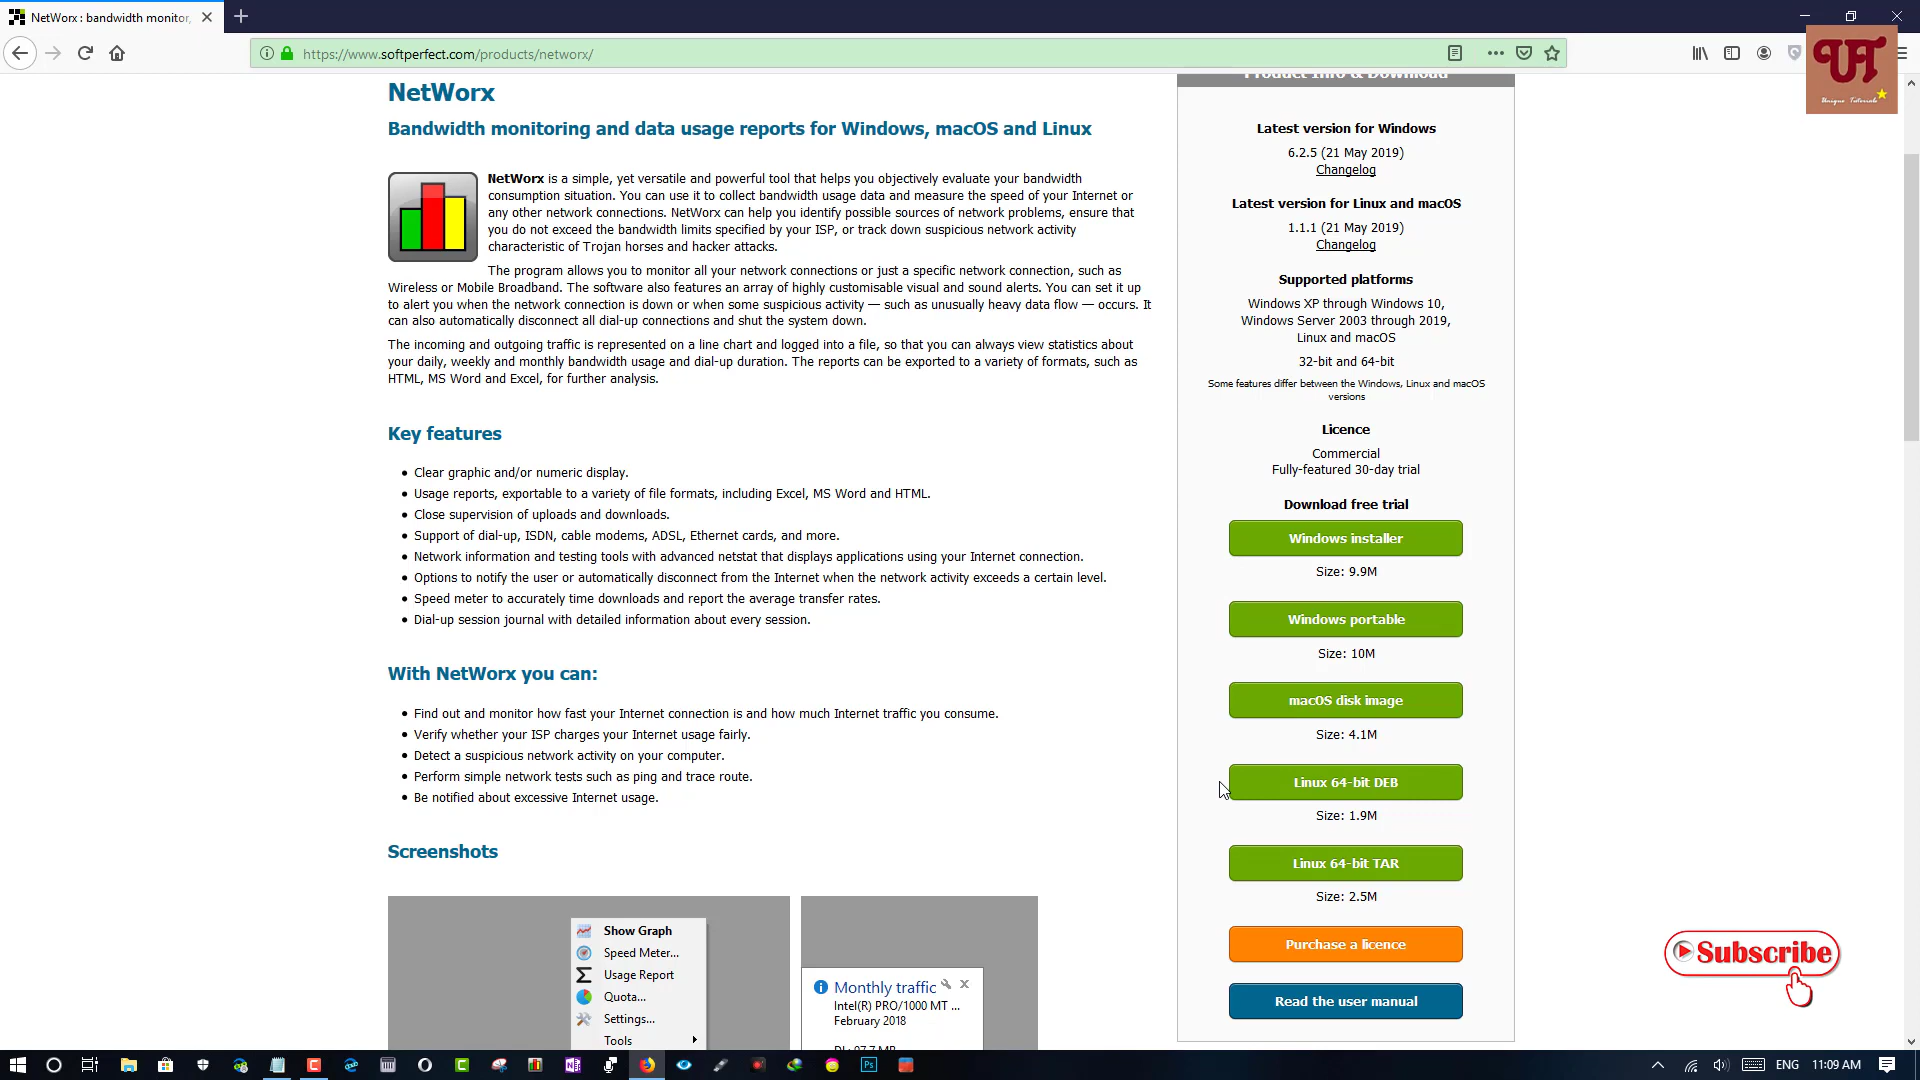 NetWorx : bandwidth monitor,
https://www.softperfect.com/products/networx/
UT
Unique Tutorials
NetWorx
Bandwidth monitoring and data usage reports for Windows, macOS and Linux
NetWorx is a simple, yet versatile and powerful tool that helps you objectively evaluate your bandwidth
consumption situation. You can use it to collect bandwidth usage data and measure the speed of your Internet or
any other network connections. NetWorx can help you identify possible sources of network problems, ensure that
you do not exceed the bandwidth limits specified by your ISP, or track down suspicious network activity
characteristic of Trojan horses and hacker attacks.
The program allows you to monitor all your network connections or just a specific network connection, such as
Wireless or Mobile Broadband. The software also features an array of highly customisable visual and sound alerts. You can set it up
to alert you when the network connection is down or when some suspicious activity — such as unusually heavy data flow — occurs. It
can also automatically disconnect all dial-up connections and shut the system down.
The incoming and outgoing traffic is represented on a line chart and logged into a file, so that you can always view statistics about
your daily, weekly and monthly bandwidth usage and dial-up duration. The reports can be exported to a variety of formats, such as
HTML, MS Word and Excel, for further analysis.
Key features
• Clear graphic and/or numeric display.
• Usage reports, exportable to a variety of file formats, including Excel, MS Word and HTML.
• Close supervision of uploads and downloads.
• Support of dial-up, ISDN, cable modems, ADSL, Ethernet cards, and more.
• Network information and testing tools with advanced netstat that displays applications using your Internet connection.
• Options to notify the user or automatically disconnect from the Internet when the network activity exceeds a certain level.
• Speed meter to accurately time downloads and report the average transfer rates.
• Dial-up session journal with detailed information about every session.
With NetWorx you can:
• Find out and monitor how fast your Internet connection is and how much Internet traffic you consume.
• Verify whether your ISP charges your Internet usage fairly.
• Detect a suspicious network activity on your computer.
• Perform simple network tests such as ping and trace route.
• Be notified about excessive Internet usage.
Screenshots
Show Graph
Speed Meter...
Usage Report
Quota...
Settings...
Tools
Monthly traffic
Intel(R) PRO/1000 MT ...
February 2018
DL: 97.7 MB
Product Info & Download
Latest version for Windows
6.2.5 (21 May 2019)
Changelog
Latest version for Linux and macOS
1.1.1 (21 May 2019)
Changelog
Supported platforms
Windows XP through Windows 10,
Windows Server 2003 through 2019,
Linux and macOS
32-bit and 64-bit
Some features differ between the Windows, Linux and macOS
versions
Licence
Commercial
Fully-featured 30-day trial
Download free trial
Windows installer
Size: 9.9M
Windows portable
Size: 10M
macOS disk image
Size: 4.1M
Linux 64-bit DEB
Size: 1.9M
Linux 64-bit TAR
Size: 2.5M
Purchase a licence
Read the user manual
Subscribe
ENG
11:09 AM